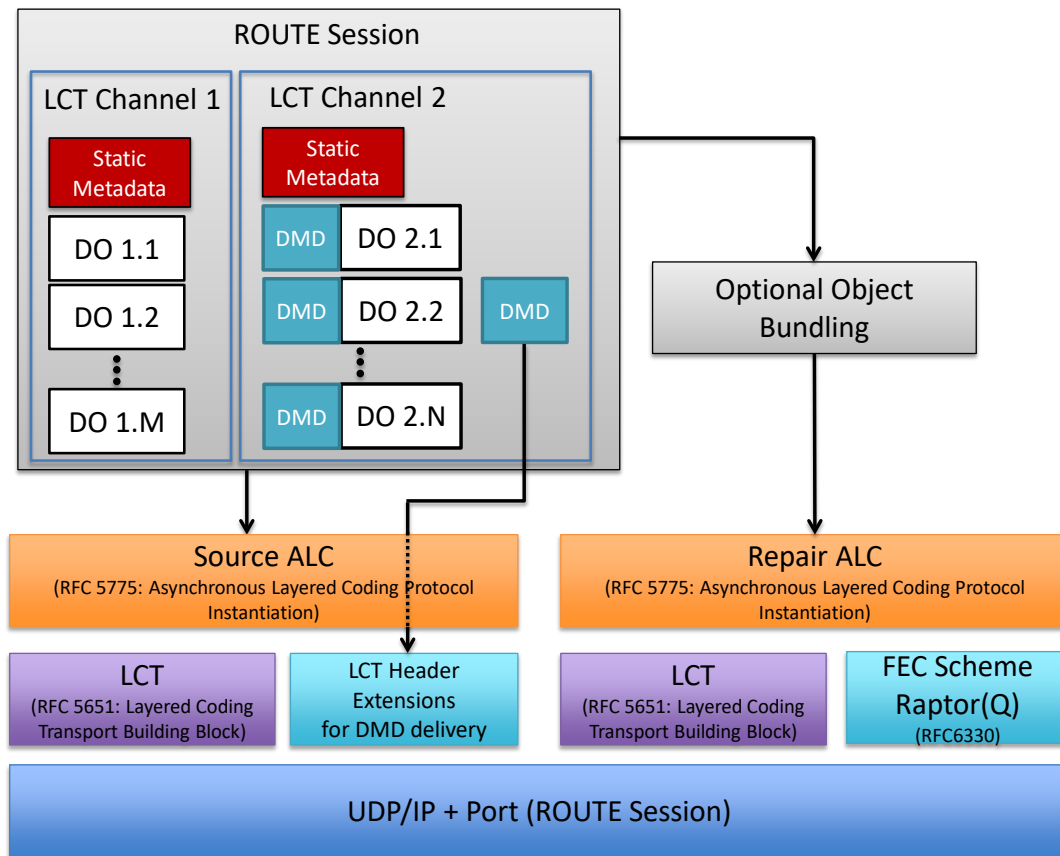 ROUTE Session
LCT Channel 1
Static
Metadata
DO 1.1
DO 1.2
DO 1.M
LCT Channel 2
Static
Metadata
DMD
DO 2.1
DMD
DO 2.2
DMD
DMD
DO 2.N
Optional Object
Bundling
Source ALC
(RFC 5775: Asynchronous Layered Coding Protocol
Instantiation)
Repair ALC
(RFC 5775: Asynchronous Layered Coding Protocol
Instantiation)
LCT
(RFC 5651: Layered Coding
Transport Building Block)
LCT Header
Extensions
for DMD delivery
LCT
(RFC 5651: Layered Coding
Transport Building Block)
FEC Scheme
Raptor(Q)
(RFC6330)
UDP/IP + Port (ROUTE Session)